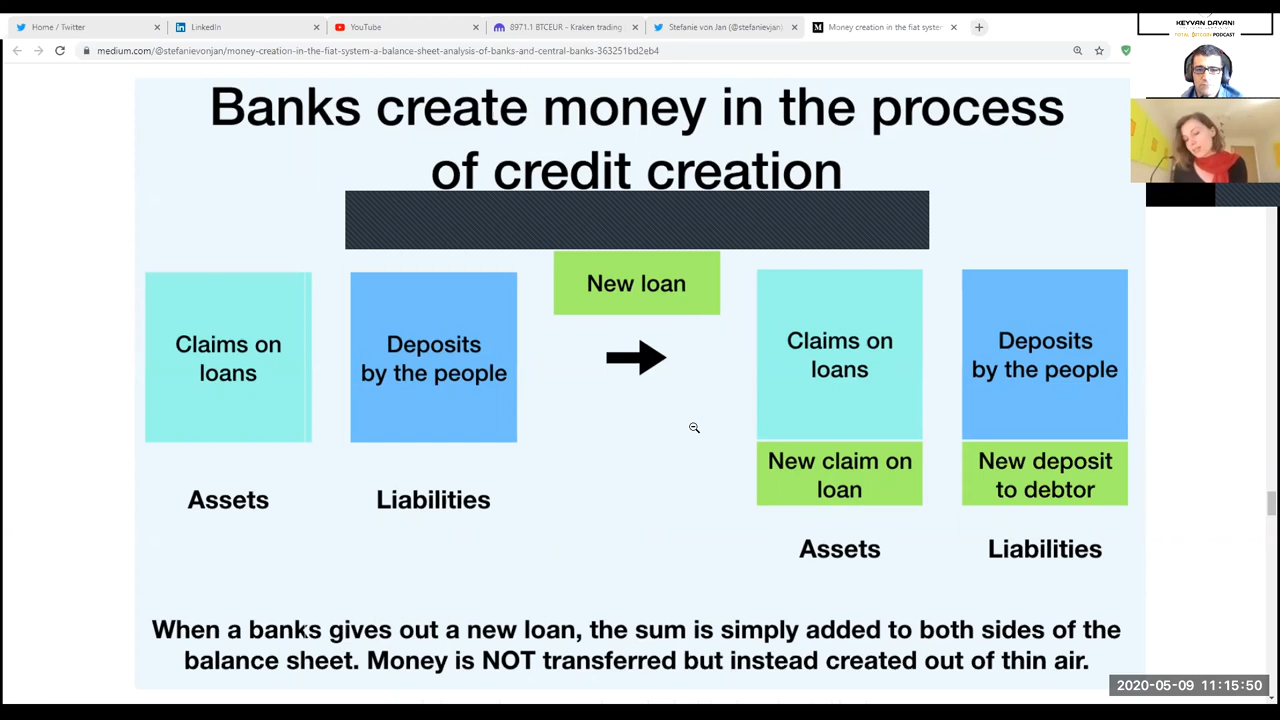 Home / Twitter
LinkedIn
YouTube
8971.1 BTCEUR - Kraken trading
Stefanie von Jan (@stefanievjan)
Money creation in the fiat system
medium.com/@stefanievonjan/money-creation-in-the-fiat-system-a-balance-sheet-analysis-of-banks-and-central-banks-363251bd2eb4
KEYVAN DAVANI
TOTAL BITCOIN PODCAST
Banks create money in the process
of credit creation
New loan
Claims on
loans
Deposits
by the people
Claims on
loans
Deposits
by the people
New claim on
loan
New deposit
to debtor
Assets
Liabilities
Assets
Liabilities
When a banks gives out a new loan, the sum is simply added to both sides of the
balance sheet. Money is NOT transferred but instead created out of thin air.
2020-05-09 11:15:50